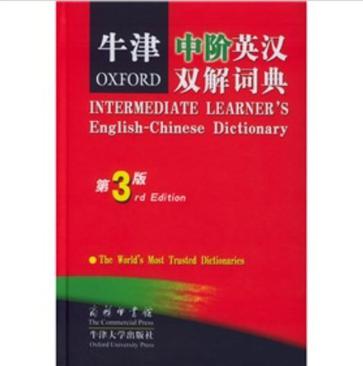 牛津 中阶英汉
OXFORD 双解词典
INTERMEDIATE LEARNER'S
English-Chinese Dictionary
第3版
rd Edition
The World's Most Trusted Dictionaries
商务印书馆
The Commercial Press
牛津大学出版社
Oxford University Press